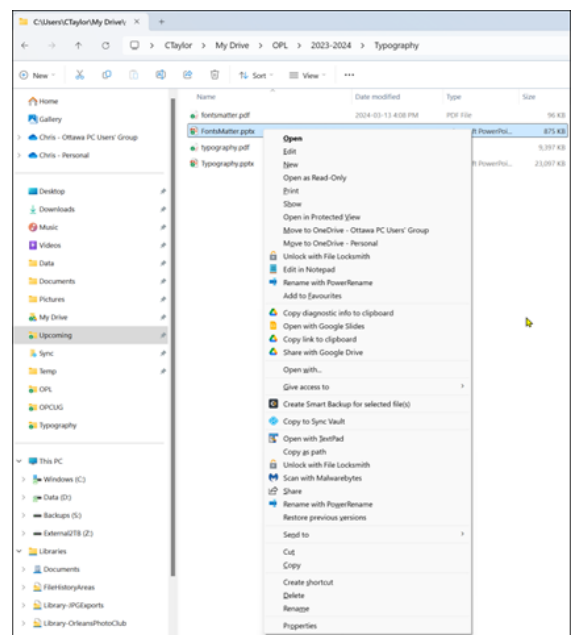 C:\Users\CTaylor\My Drive\
CTaylor > My Drive > OPL > 2023-2024 > Typography
New
Sort
View
Name
Date modified
Type
Size
fontsmatter.pdf
2024-03-13 4:08 PM
PDF File
96 KB
FontsMatter.pptx
ft PowerPoi...
875 KB
typography.pdf
9,397 KB
Typography.pptx
ft PowerPoi...
23,097 KB
Home
Gallery
Chris - Ottawa PC Users' Group
Chris - Personal
Desktop
Downloads
Music
Videos
Data
Documents
Pictures
My Drive
Upcoming
Sync
Temp
OPL
OPCUG
Typography
This PC
Windows (C:)
Data (D:)
Backups (S:)
External2TB (Z:)
Libraries
Documents
FileHistoryAreas
Library-JPGExports
Library-OrleansPhotoClub
Open
Edit
New
Open as Read-Only
Print
Show
Open in Protected View
Move to OneDrive - Ottawa PC Users' Group
Move to OneDrive - Personal
Unlock with File Locksmith
Edit in Notepad
Rename with PowerRename
Add to Favourites
Copy diagnostic info to clipboard
Open with Google Slides
Copy link to clipboard
Share with Google Drive
Open with...
Give access to
Create Smart Backup for selected file(s)
Copy to Sync Vault
Open with TextPad
Copy as path
Unlock with File Locksmith
Scan with Malwarebytes
Share
Rename with PowerRename
Restore previous versions
Send to
Cut
Copy
Create shortcut
Delete
Rename
Properties